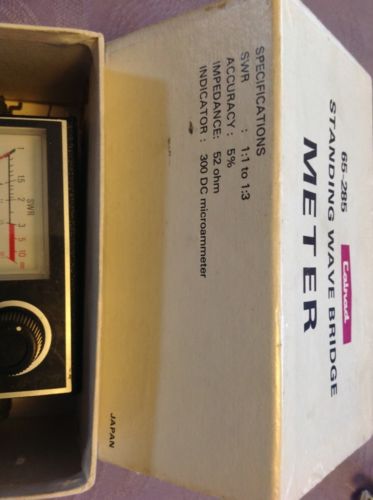 Calrad
65-285
STANDING WAVE BRIDGE
METER
SPECIFICATIONS
SWR : 1:1 to 1:3
ACCURACY : 5%
IMPEDANCE: 52 ohm
INDICATOR : 300 DC microammeter
JAPAN
1 1.5 2 3 5 10
SWR